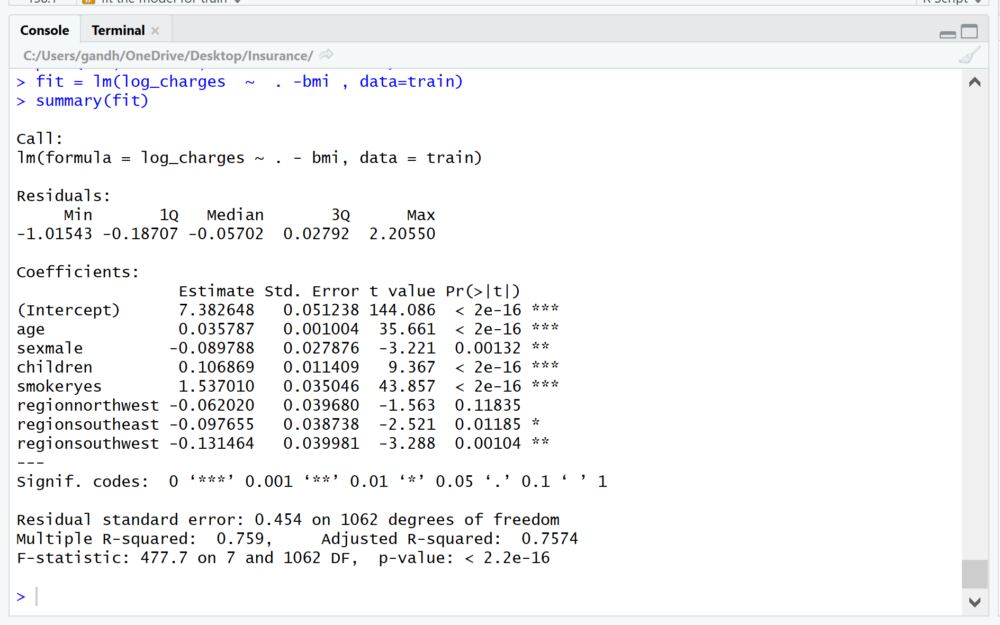 Console Terminal
C:/Users/gandh/OneDrive/Desktop/Insurance/
> fit = lm(log_charges  ~  . -bmi , data=train)
> summary(fit)
Call:
lm(formula = log_charges ~ . - bmi, data = train)
Residuals:
     Min       1Q   Median       3Q      Max
-1.01543 -0.18707 -0.05702  0.02792  2.20550
Coefficients:
                 Estimate Std. Error t value Pr(>|t|)
(Intercept)      7.382648   0.051238 144.086  < 2e-16 ***
age              0.035787   0.001004  35.661  < 2e-16 ***
sexmale         -0.089788   0.027876  -3.221  0.00132 **
children         0.106869   0.011409   9.367  < 2e-16 ***
smokeryes        1.537010   0.035046  43.857  < 2e-16 ***
regionnorthwest -0.062020   0.039680  -1.563  0.11835
regionsoutheast -0.097655   0.038738  -2.521  0.01185 *
regionsouthwest -0.131464   0.039981  -3.288  0.00104 **
---
Signif. codes:  0 ‘***’ 0.001 ‘**’ 0.01 ‘*’ 0.05 ‘.’ 0.1 ‘ ’ 1
Residual standard error: 0.454 on 1062 degrees of freedom
Multiple R-squared:  0.759,     Adjusted R-squared:  0.7574
F-statistic: 477.7 on 7 and 1062 DF,  p-value: < 2.2e-16
>